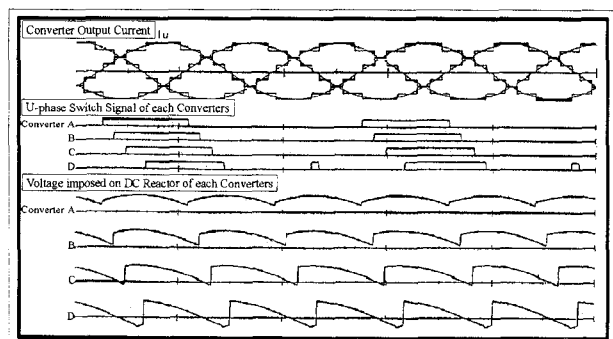 Converter Output Current
Iu
U-phase Switch Signal of each Converters
Converter A
B
C
D
Voltage imposed on DC Reactor of each Converters
Converter A
B
C
D